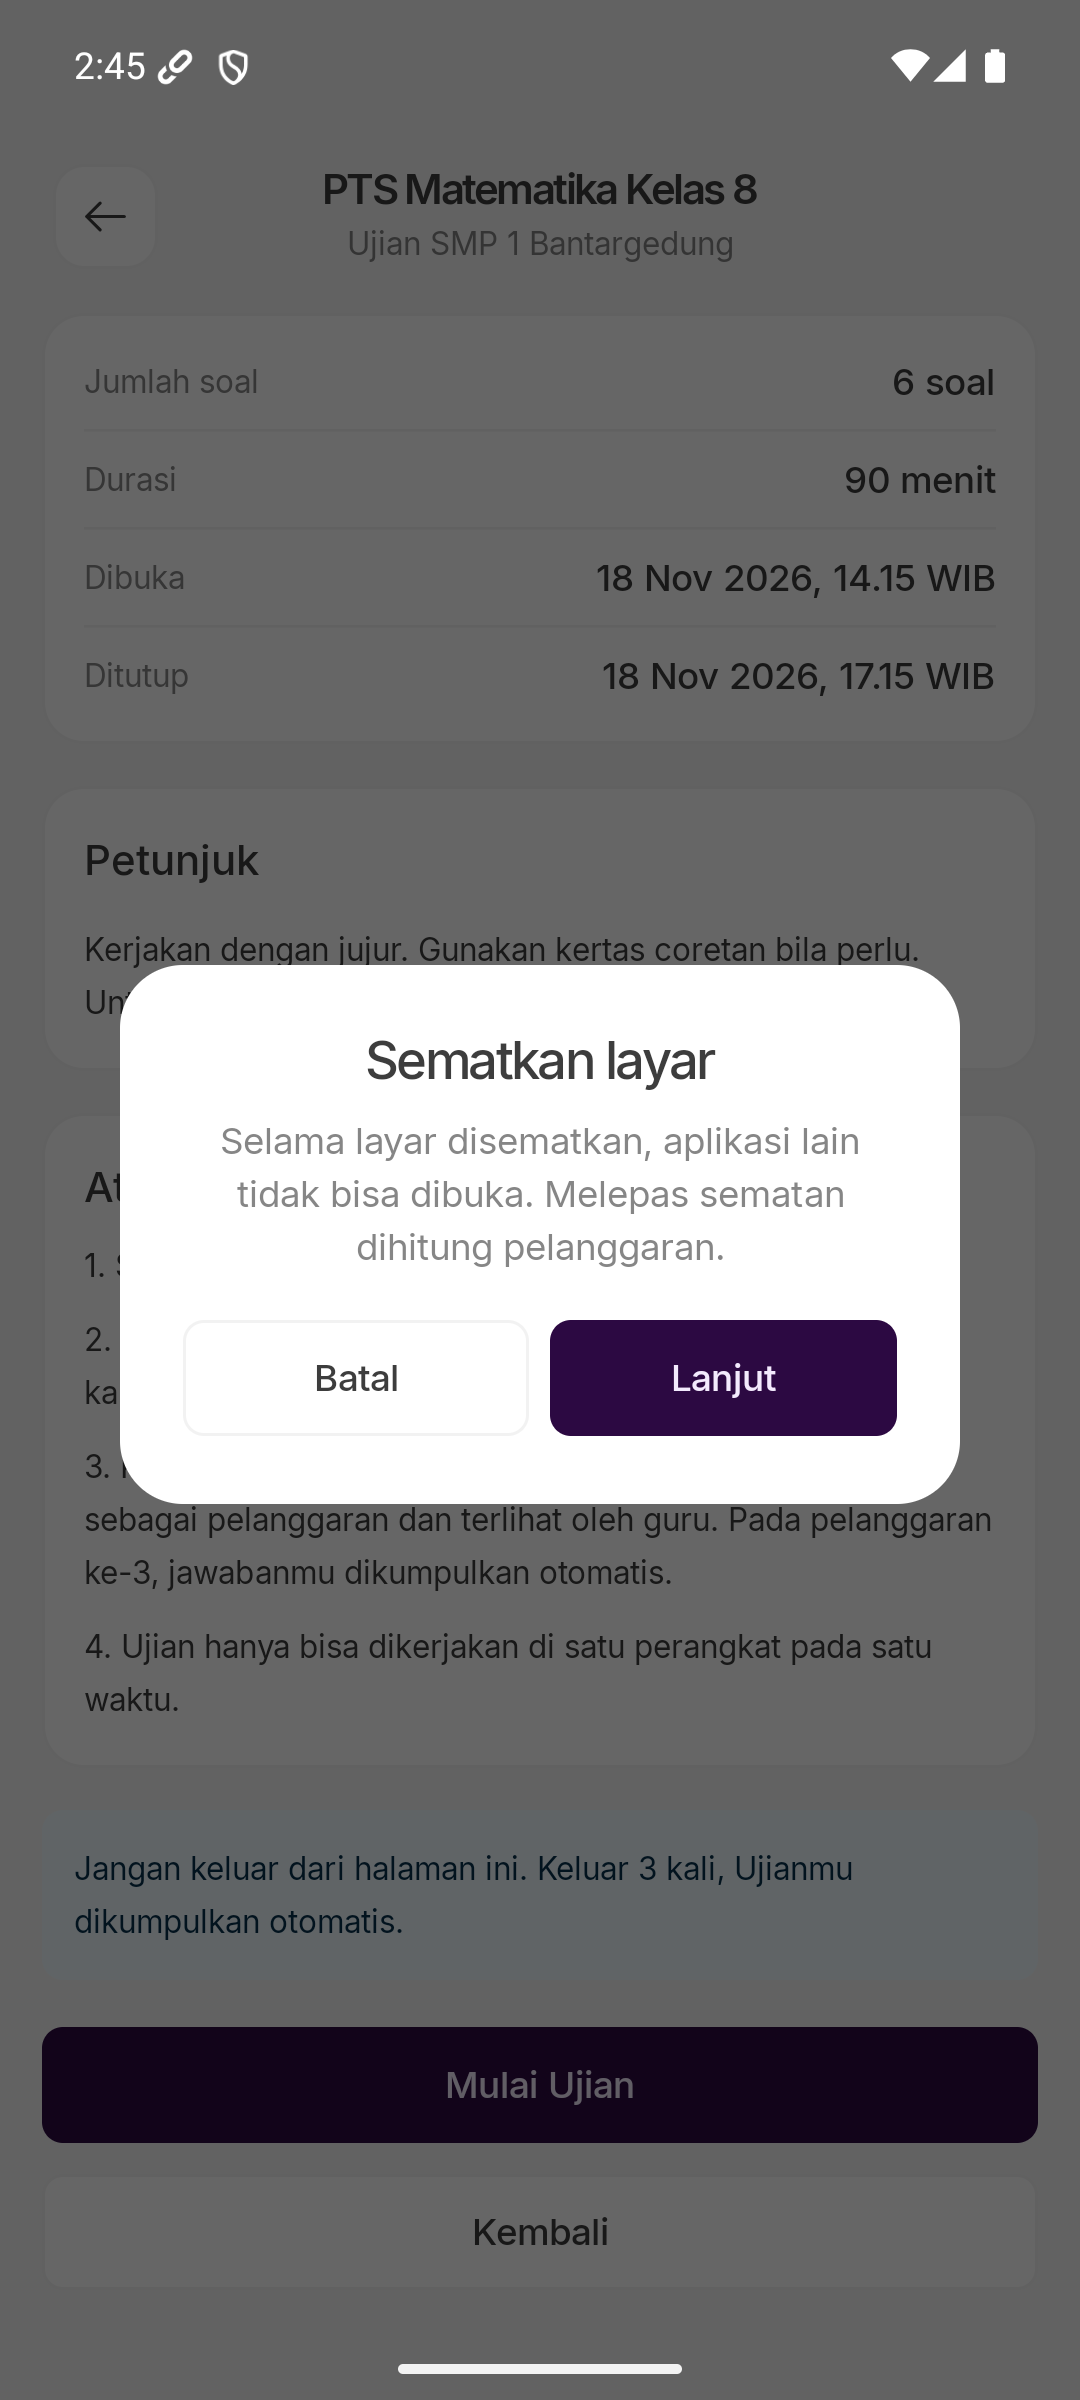 2:45
PTS Matematika Kelas 8
Ujian SMP 1 Bantargedung
Jumlah soal
6 soal
Durasi
90 menit
Dibuka
18 Nov 2026, 14.15 WIB
Ditutup
18 Nov 2026, 17.15 WIB
Petunjuk
Kerjakan dengan jujur. Gunakan kertas coretan bila perlu.
Sematkan layar
Selama layar disematkan, aplikasi lain
tidak bisa dibuka. Melepas sematan
dihitung pelanggaran.
Batal
Lanjut
1.
2.
3.
sebagai pelanggaran dan terlihat oleh guru. Pada pelanggaran
ke-3, jawabanmu dikumpulkan otomatis.
4. Ujian hanya bisa dikerjakan di satu perangkat pada satu
waktu.
Jangan keluar dari halaman ini. Keluar 3 kali, Ujianmu
dikumpulkan otomatis.
Mulai Ujian
Kembali